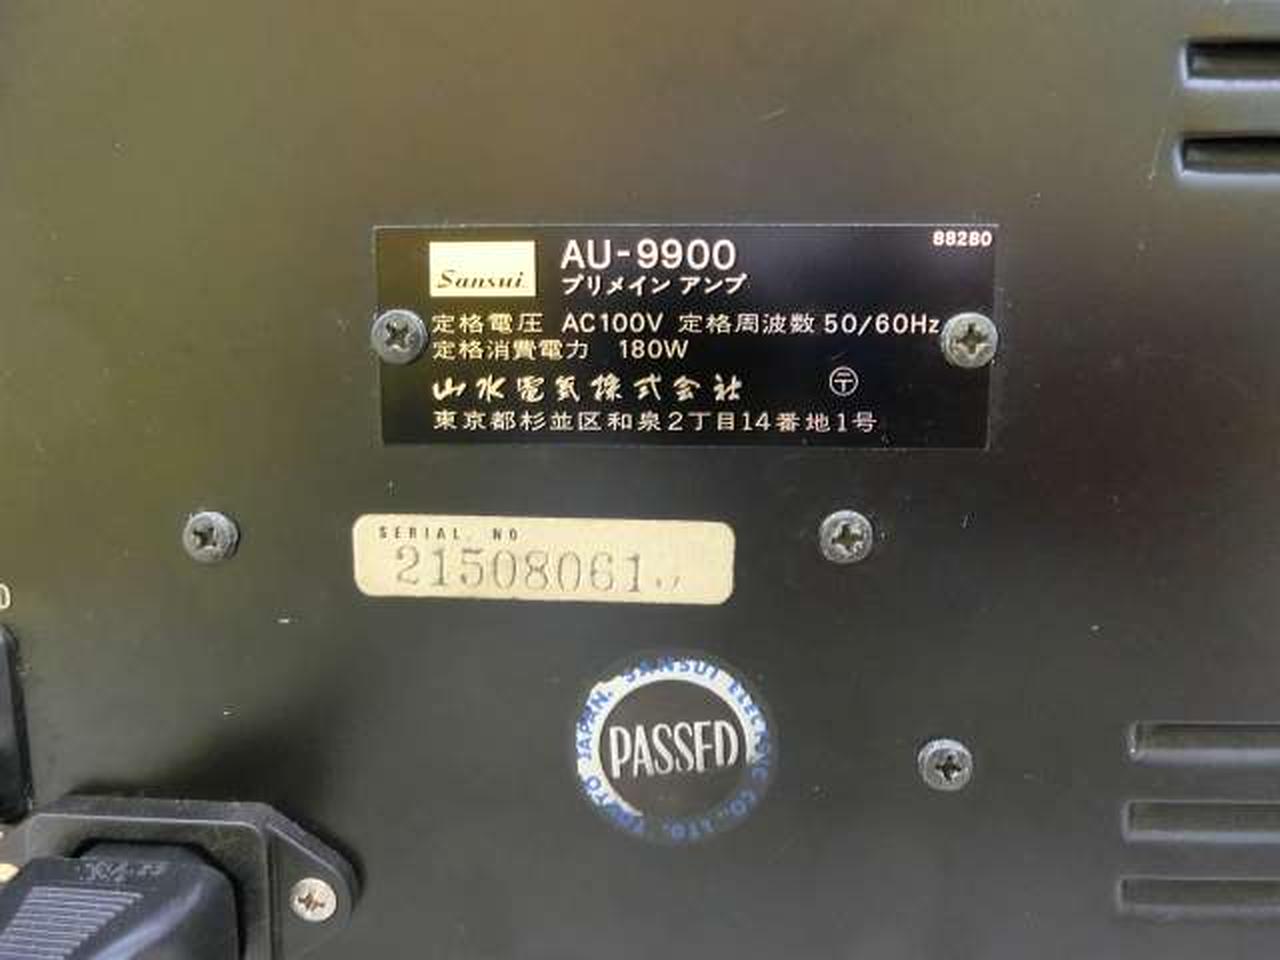 88280
Sansui
AU-9900
プリメイン アンプ
定格電圧 AC100V 定格周波数 50/60Hz
定格消費電力 180W
山水電気株式会社 〒
東京都杉並区和泉2丁目14番地1号
SERIAL. NO
21508061
SANSUI ELECTRIC CO., LTD. TOKYO JAPAN.
PASSED